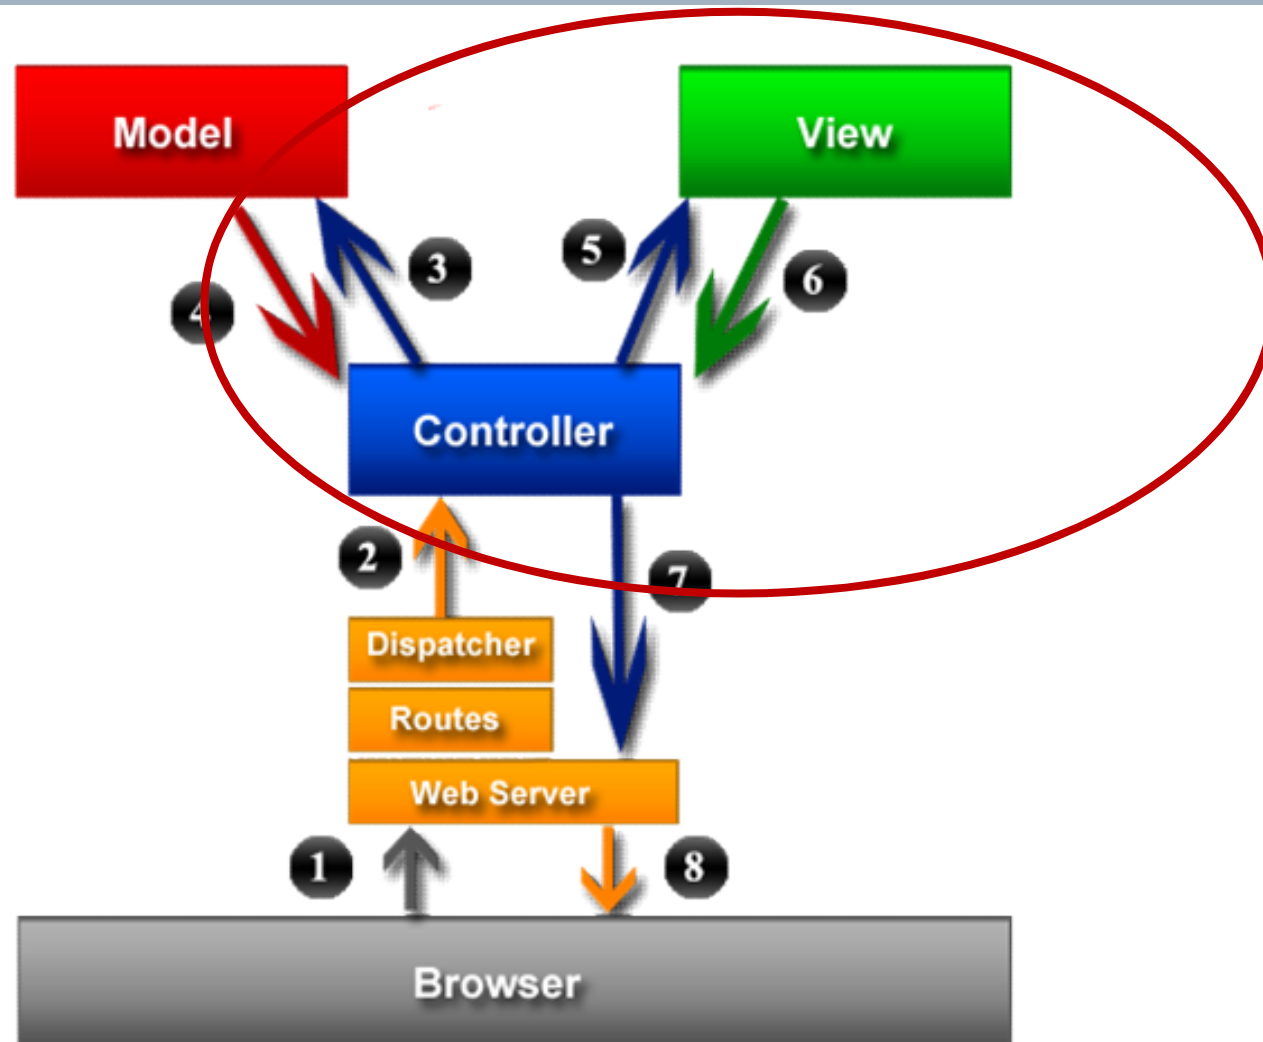 Model
View
3
5
6
4
Controller
2
7
Dispatcher
Routes
Web Server
1
8
Browser